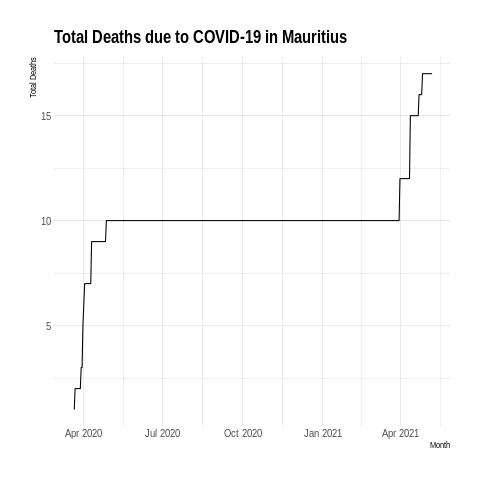 Total Deaths due to COVID-19 in Mauritius
Total Deaths
15
10
5
Apr 2020 Jul 2020 Oct 2020 Jan 2021 Apr 2021
Month